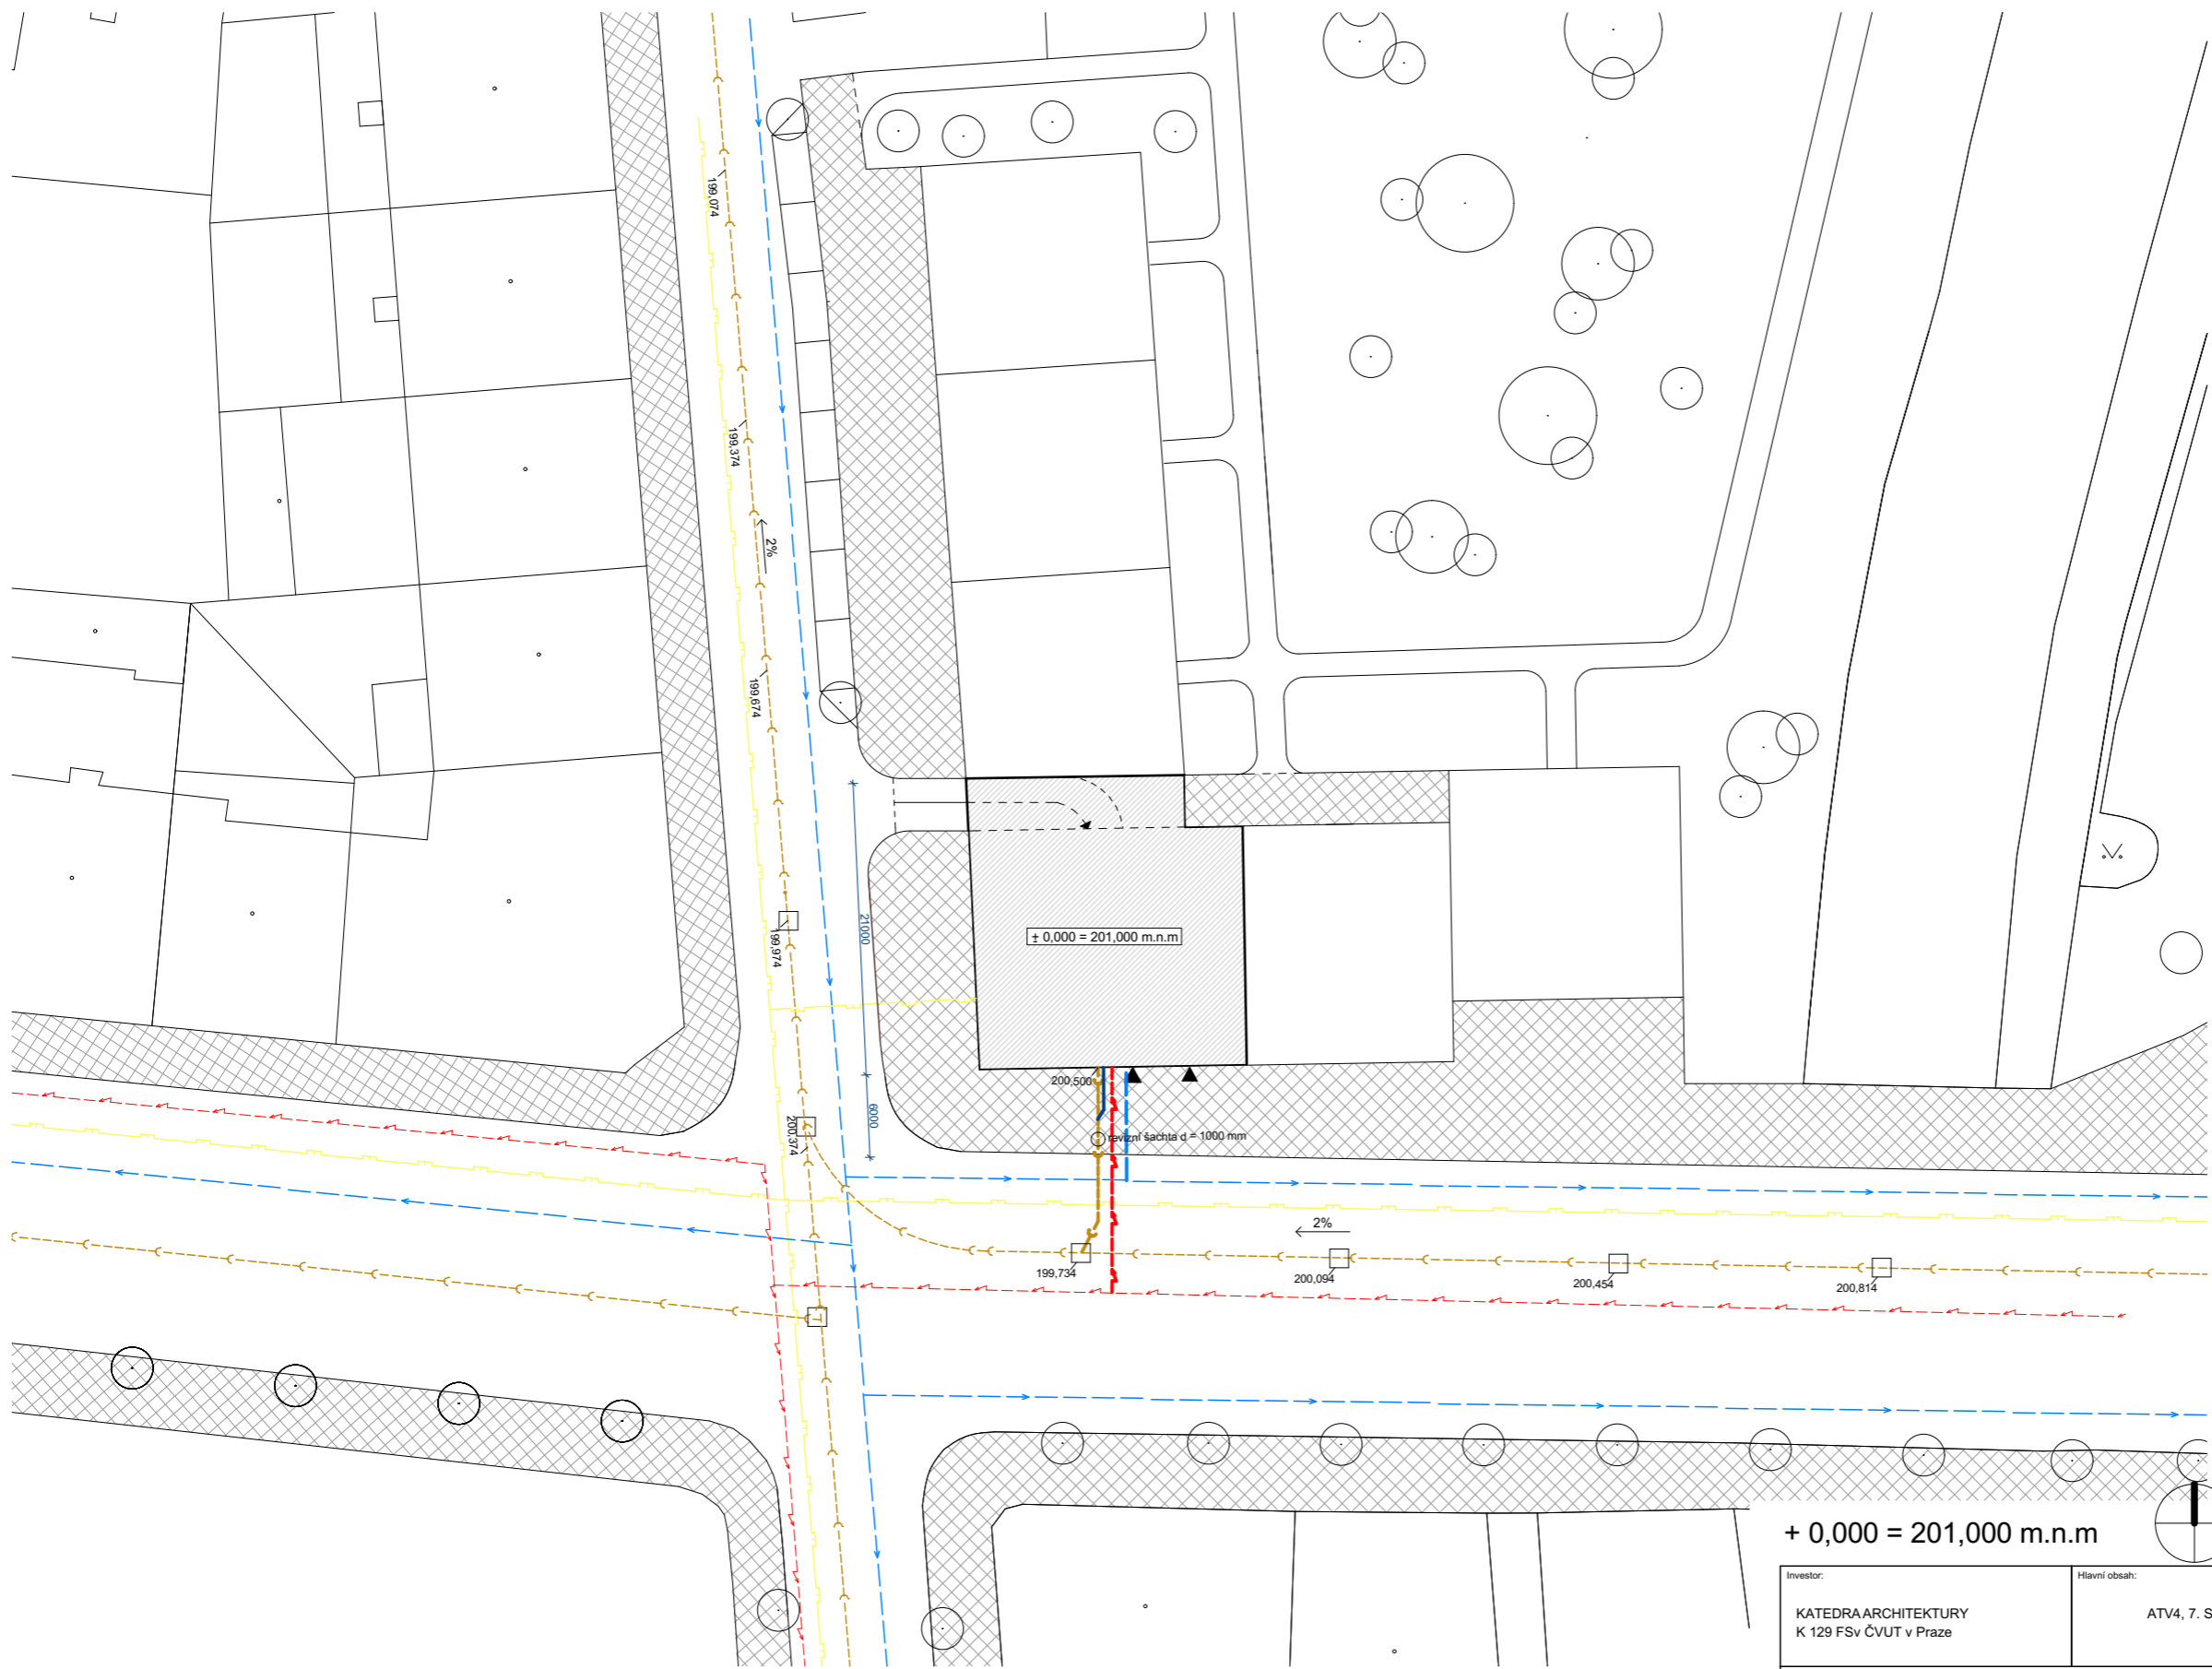 199,074
199,374
2%
199,674
21000
199,974
± 0,000 = 201,000 m.n.m
200,500
6000
200,374
revizní šachta d = 1000 mm
2%
199,734
200,094
200,454
200,814
+ 0,000 = 201,000 m.n.m
Investor:
Hlavní obsah:
KATEDRA ARCHITEKTURY
K 129 FSv ČVUT v Praze
ATV4, 7. S